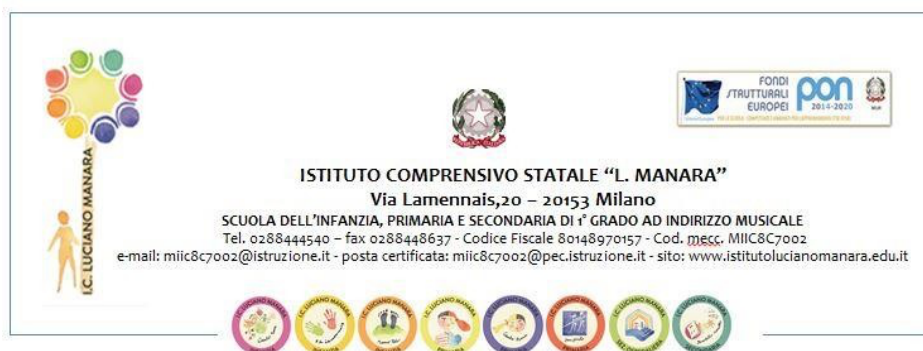 FONDI
STRUTTURALI
EUROPEI
pon
2014-2020
I.C. LUCIANO MANARA
ISTITUTO COMPRENSIVO STATALE “L. MANARA”
Via Lamennais,20 – 20153 Milano
SCUOLA DELL’INFANZIA, PRIMARIA E SECONDARIA DI 1° GRADO AD INDIRIZZO MUSICALE
Tel. 0288444540 – fax 0288448637 - Codice Fiscale 80148970157 - Cod. mecc. MIIC8C7002
e-mail: miic8c7002@istruzione.it - posta certificata: miic8c7002@pec.istruzione.it - sito: www.istitutolucianomanara.edu.it